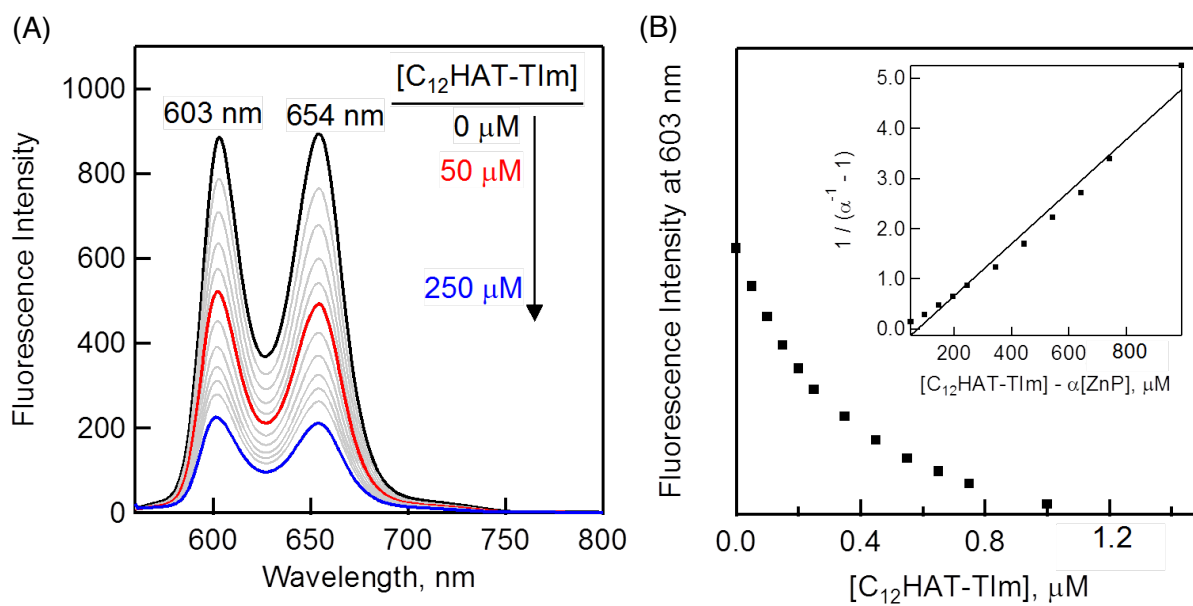 (A)
1000
800
600
400
200
0
Fluorescence Intensity
603 nm
654 nm
[C₁₂HAT-TIm]
0 μM
50 μM
250 μM
600
650
700
750
800
Wavelength, nm
(B)
Fluorescence Intensity at 603 nm
0.0
0.4
0.8
1.2
[C₁₂HAT-TIm], μM
5.0
4.0
3.0
2.0
1.0
0.0
1 / (α⁻¹ - 1)
200
400
600
800
[C₁₂HAT-TIm] - α[ZnP], μM